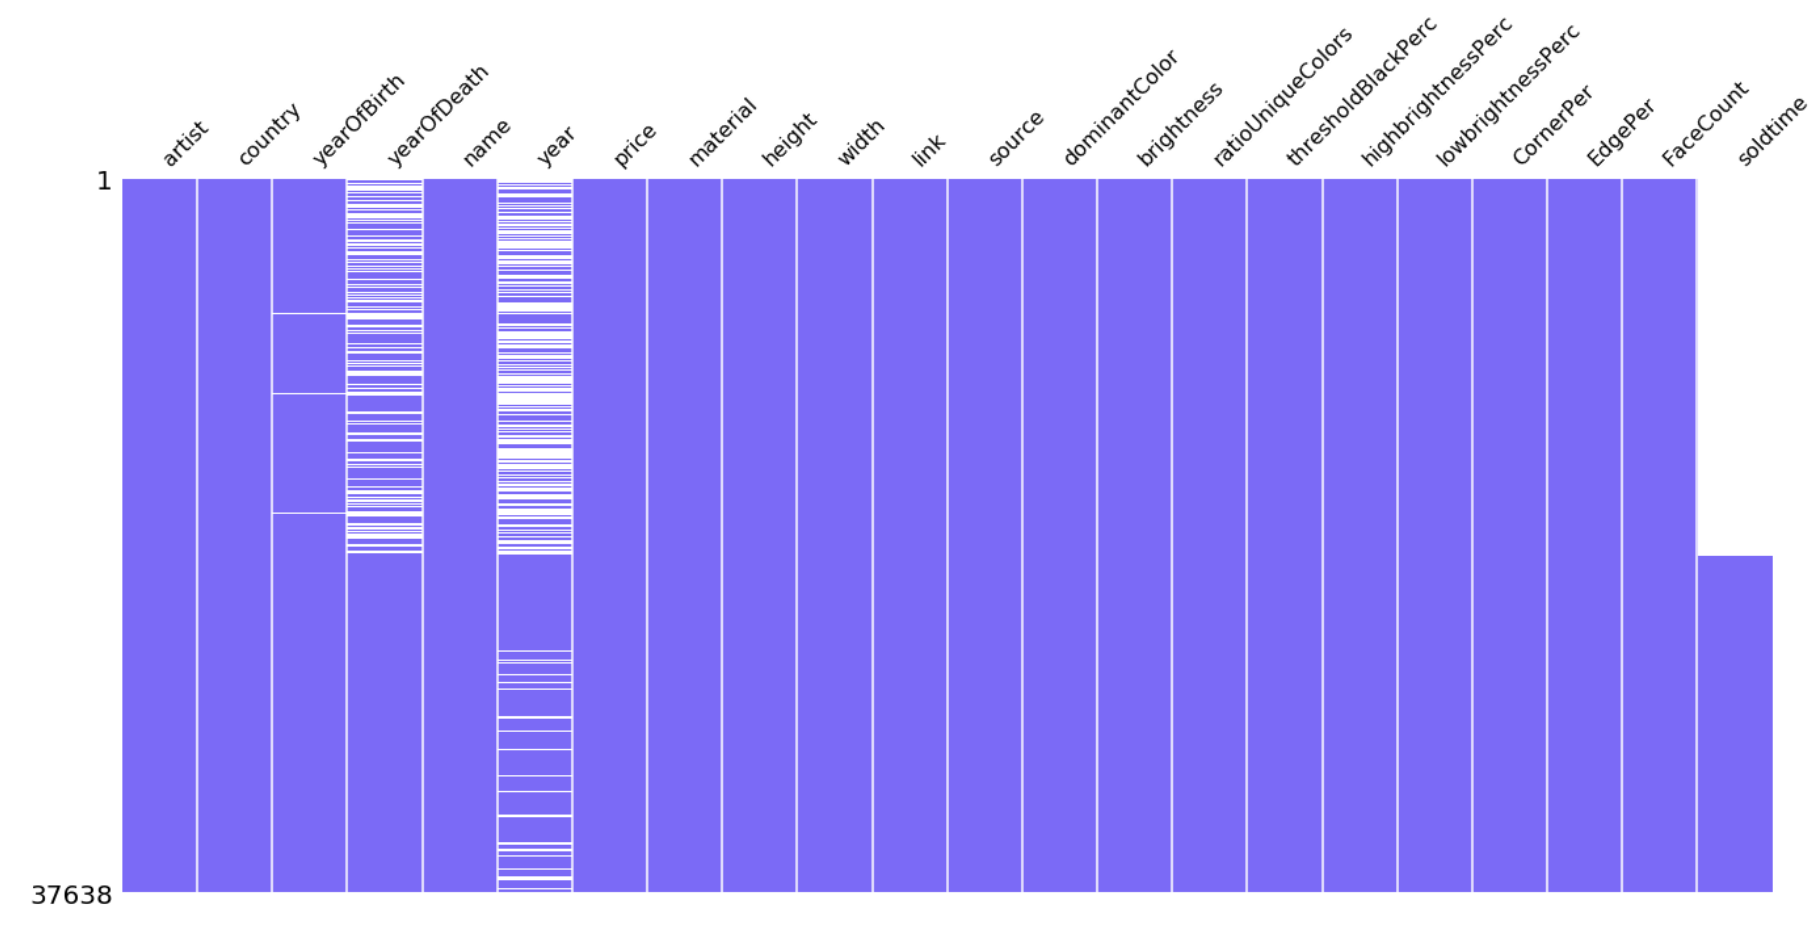 artist
country
yearOfBirth
yearOfDeath
name
year
price
material
height
width
link
source
dominantColor
brightness
ratioUniqueColors
thresholdBlackPerc
highbrightnessPerc
lowbrightnessPerc
CornerPer
EdgePer
FaceCount
soldtime
1
37638